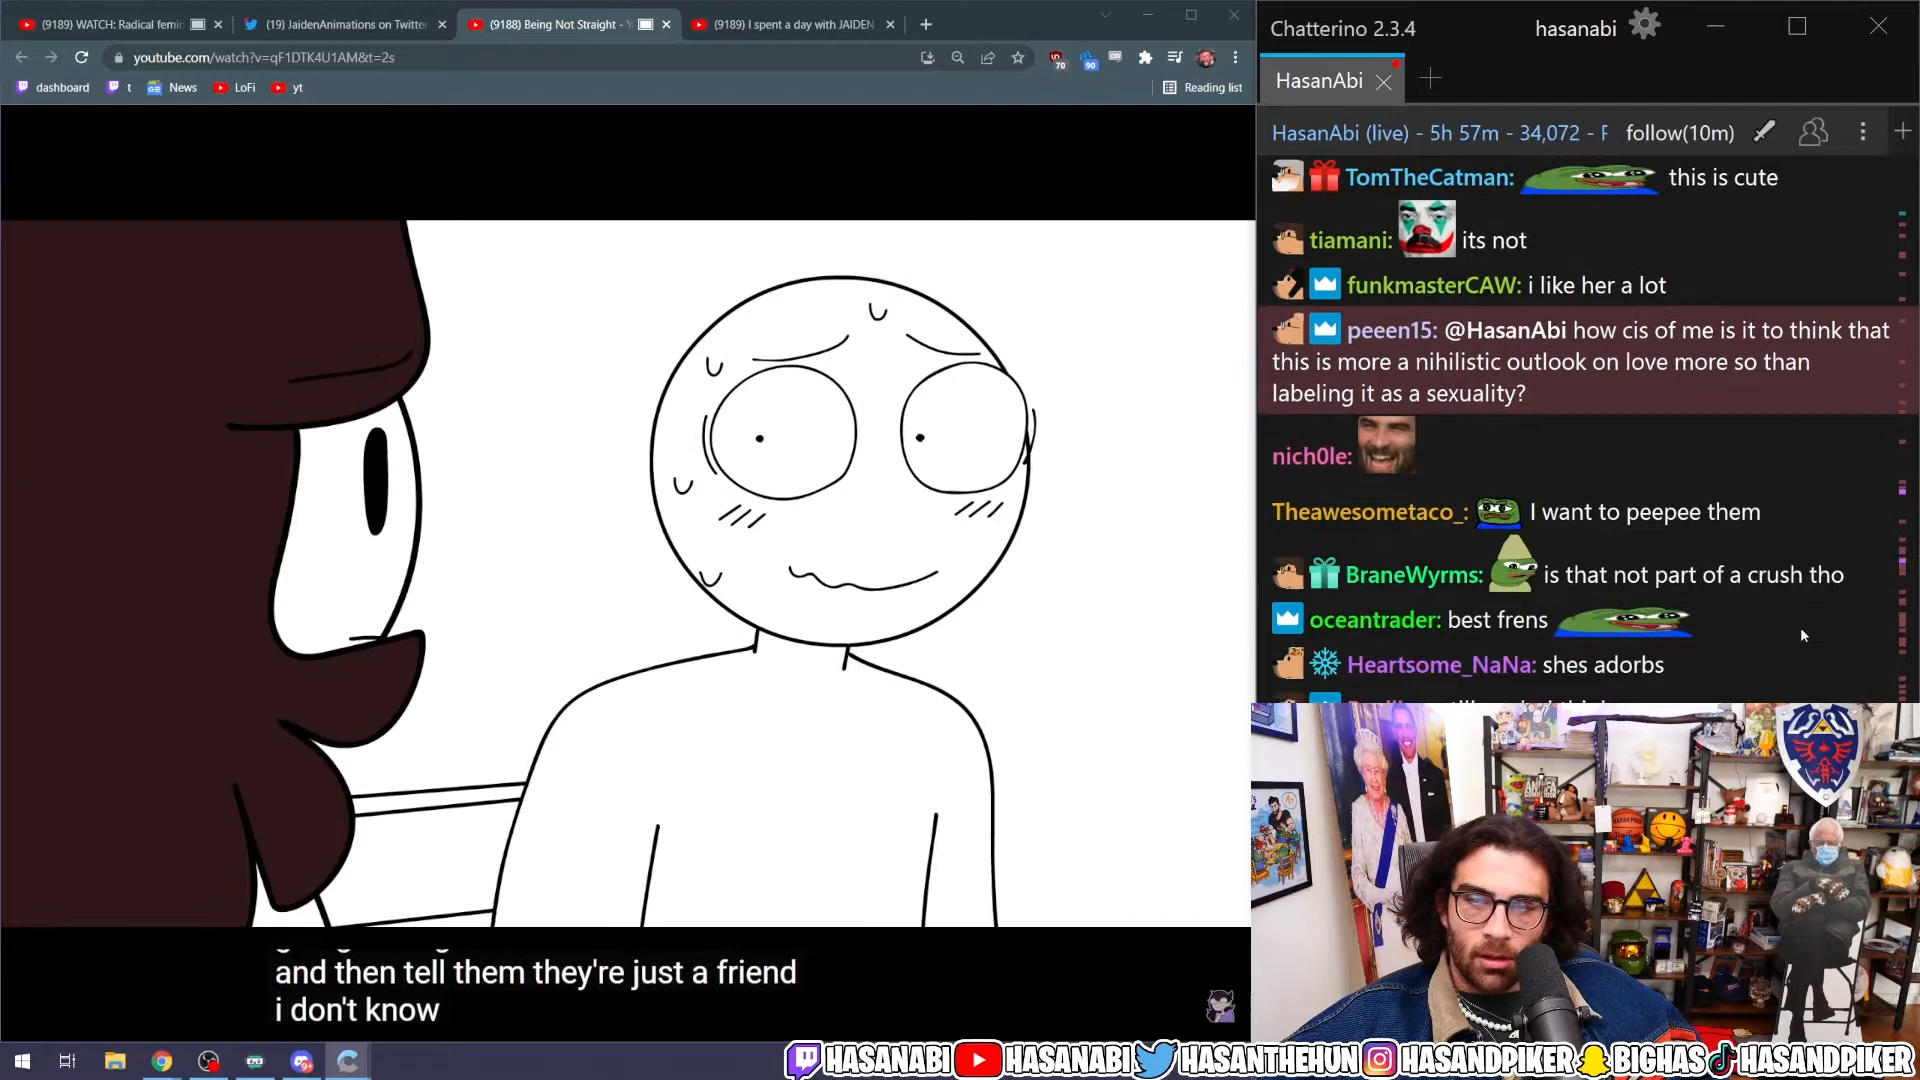 (9189) WATCH: Radical femin
(19) JaidenAnimations on Twitter
(9188) Being Not Straight - Y
(9189) I spent a day with JAIDEN
youtube.com/watch?v=qF1DTK4U1AM&t=2s
70
90
dashboard
t
News
LoFi
yt
Reading list
Chatterino 2.3.4
hasanabi
HasanAbi
HasanAbi (live) - 5h 57m - 34,072 - F
follow(10m)
TomTheCatman: this is cute
tiamani: its not
funkmasterCAW: i like her a lot
peeen15: @HasanAbi how cis of me is it to think that
this is more a nihilistic outlook on love more so than
labeling it as a sexuality?
nich0le:
Theawesometaco_: I want to peepee them
BraneWyrms: is that not part of a crush tho
oceantrader: best frens
Heartsome_NaNa: shes adorbs
and then tell them they're just a friend
i don't know
HASANABI
HASANABI
HASANTHEHUN
HASANDPIKER
BIGHAS
HASANDPIKER